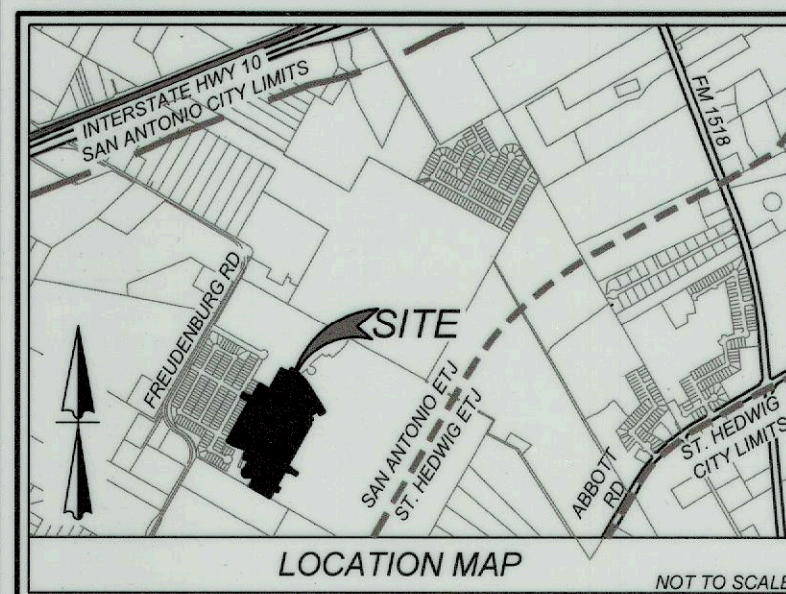 INTERSTATE HWY 10
SAN ANTONIO CITY LIMITS
FM 1518
FREUDENBURG RD
SITE
SAN ANTONIO ETJ
ST. HEDWIG ETJ
ABBOTT
RD
ST. HEDWIG
CITY LIMITS
LOCATION MAP
NOT TO SCALE